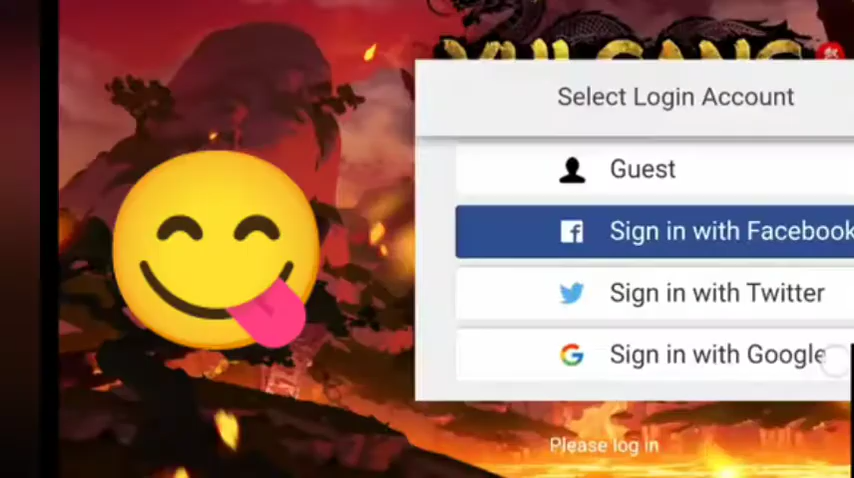 Select Login Account
Guest
Sign in with Facebook
Sign in with Twitter
Sign in with Google
Please log in